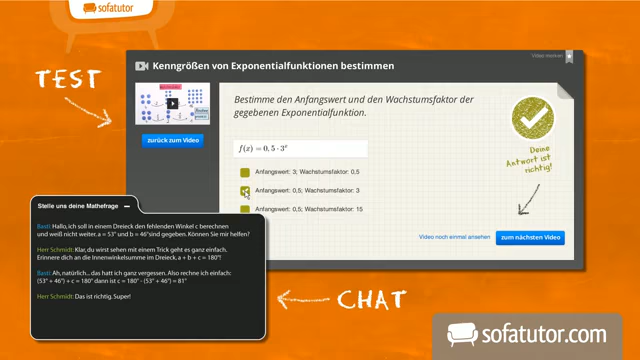 sofatutor
TEST
Kenngrößen von Exponentialfunktionen bestimmen
zurück zum Video
Bestimme den Anfangswert und den Wachstumsfaktor der
gegebenen Exponentialfunktion.
f(x) = 0,5 · 3ˣ
Anfangswert: 3; Wachstumsfaktor: 0,5
Anfangswert: 0,5; Wachstumsfaktor: 3
Anfangswert: 0,5; Wachstumsfaktor: 15
Deine
Antwort ist
richtig!
Video noch einmal ansehen
zum nächsten Video
Stelle uns deine Mathefrage
Basti: Hallo, ich soll in einem Dreieck den fehlenden Winkel c berechnen
und weiß nicht weiter. a = 53° und b = 46° sind gegeben. Können Sie mir helfen?
Herr Schmidt: Klar, du wirst sehen mit einem Trick geht es ganz einfach.
Erinnere dich an die Innenwinkelsumme im Dreieck, a + b + c = 180°!
Basti: Ah, natürlich... das hatt ich ganz vergessen. Also rechne ich einfach:
(53° + 46°) + c = 180° dann ist c = 180° - (53° + 46°) = 81°
Herr Schmidt: Das ist richtig. Super!
CHAT
sofatutor.com